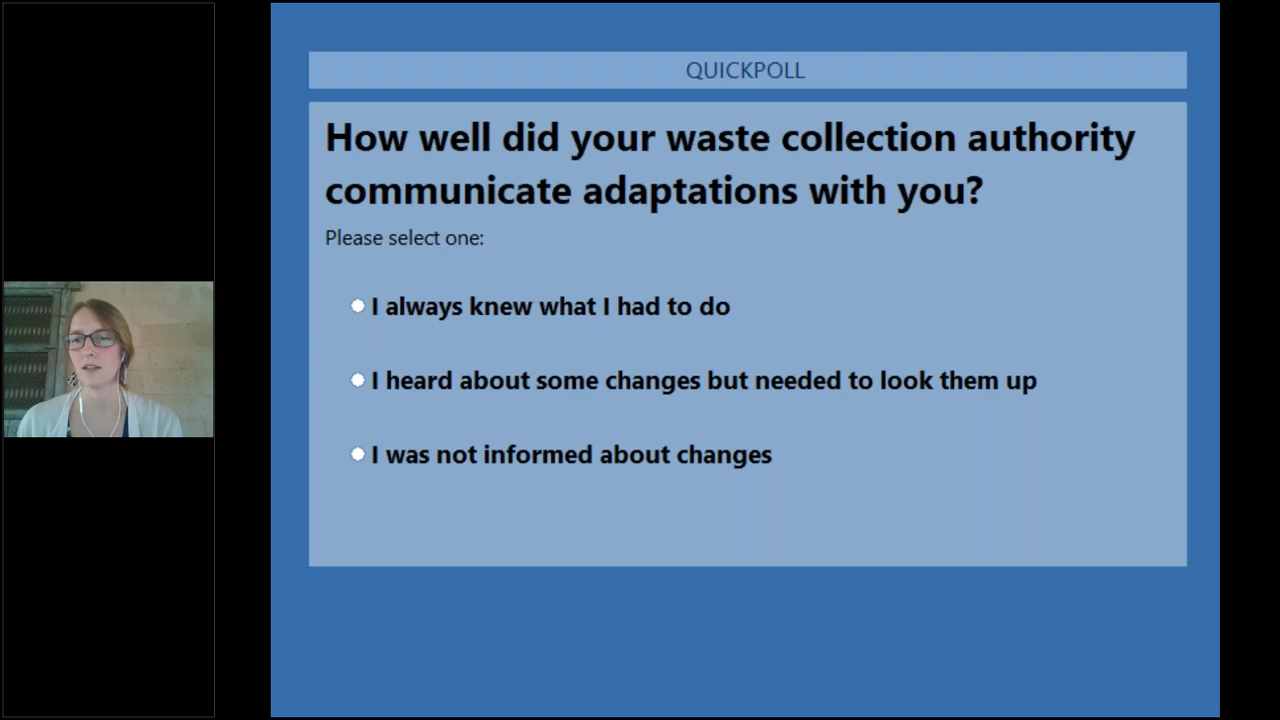 QUICKPOLL
How well did your waste collection authority
communicate adaptations with you?
Please select one:
I always knew what I had to do
I heard about some changes but needed to look them up
I was not informed about changes